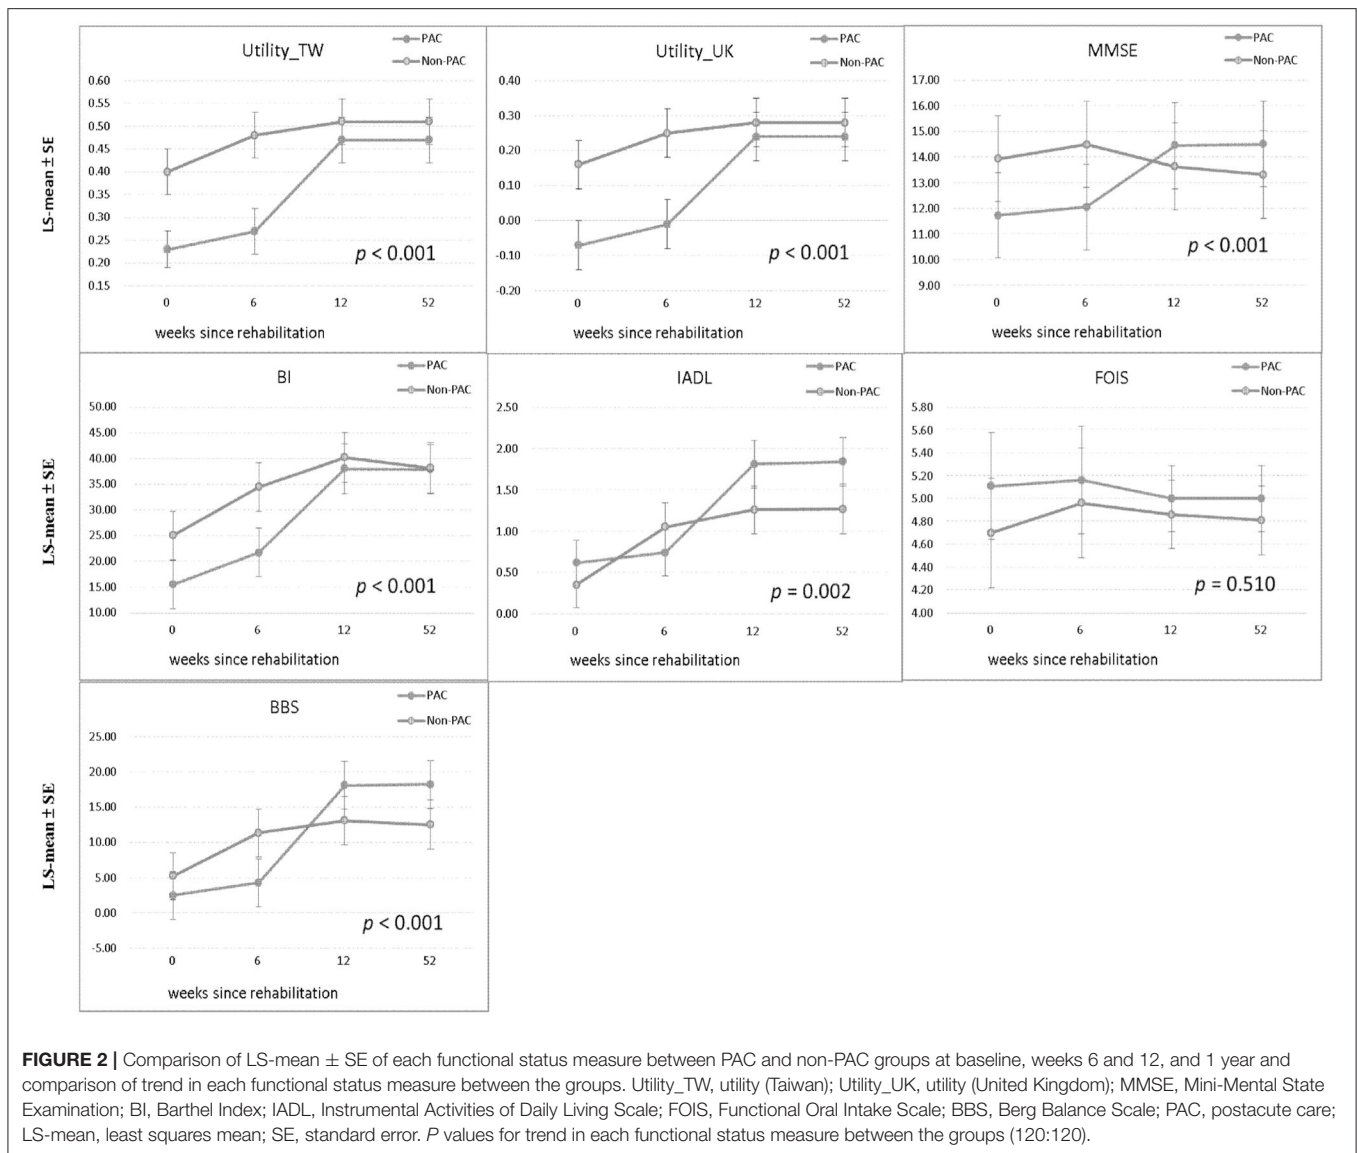 Utility_TW
PAC
Non-PAC
LS-mean ± SE
0.60
0.55
0.50
0.45
0.40
0.35
0.30
0.25
0.20
0.15
p < 0.001
0 6 12 52
weeks since rehabilitation
Utility_UK
PAC
Non-PAC
0.40
0.30
0.20
0.10
0.00
-0.10
-0.20
p < 0.001
0 6 12 52
weeks since rehabilitation
MMSE
PAC
Non-PAC
17.00
16.00
15.00
14.00
13.00
12.00
11.00
10.00
9.00
p < 0.001
0 6 12 52
weeks since rehabilitation
BI
PAC
Non-PAC
LS-mean ± SE
50.00
45.00
40.00
35.00
30.00
25.00
20.00
15.00
10.00
p < 0.001
0 6 12 52
weeks since rehabilitation
IADL
PAC
Non-PAC
2.50
2.00
1.50
1.00
0.50
0.00
p = 0.002
0 6 12 52
weeks since rehabilitation
FOIS
PAC
Non-PAC
5.80
5.60
5.40
5.20
5.00
4.80
4.60
4.40
4.20
4.00
p = 0.510
0 6 12 52
weeks since rehabilitation
BBS
PAC
Non-PAC
LS-mean ± SE
25.00
20.00
15.00
10.00
5.00
0.00
-5.00
p < 0.001
0 6 12 52
weeks since rehabilitation
FIGURE 2 | Comparison of LS-mean ± SE of each functional status measure between PAC and non-PAC groups at baseline, weeks 6 and 12, and 1 year and
comparison of trend in each functional status measure between the groups. Utility_TW, utility (Taiwan); Utility_UK, utility (United Kingdom); MMSE, Mini-Mental State
Examination; BI, Barthel Index; IADL, Instrumental Activities of Daily Living Scale; FOIS, Functional Oral Intake Scale; BBS, Berg Balance Scale; PAC, postacute care;
LS-mean, least squares mean; SE, standard error. P values for trend in each functional status measure between the groups (120:120).